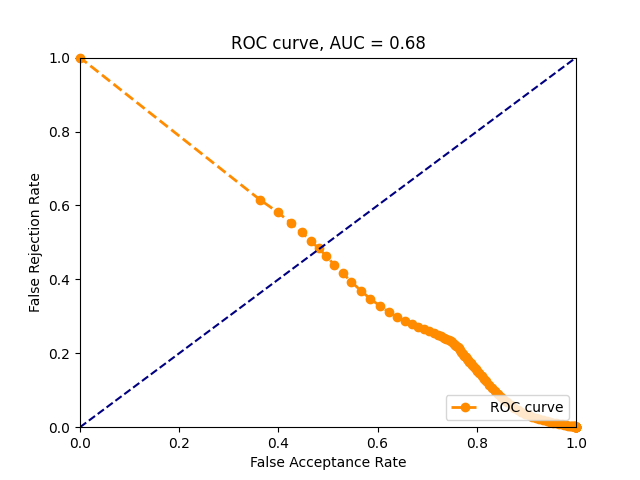 ROC curve, AUC = 0.68
1.0
0.8
0.6
0.4
0.2
0.0
False Rejection Rate
ROC curve
0.0 0.2 0.4 0.6 0.8 1.0
False Acceptance Rate